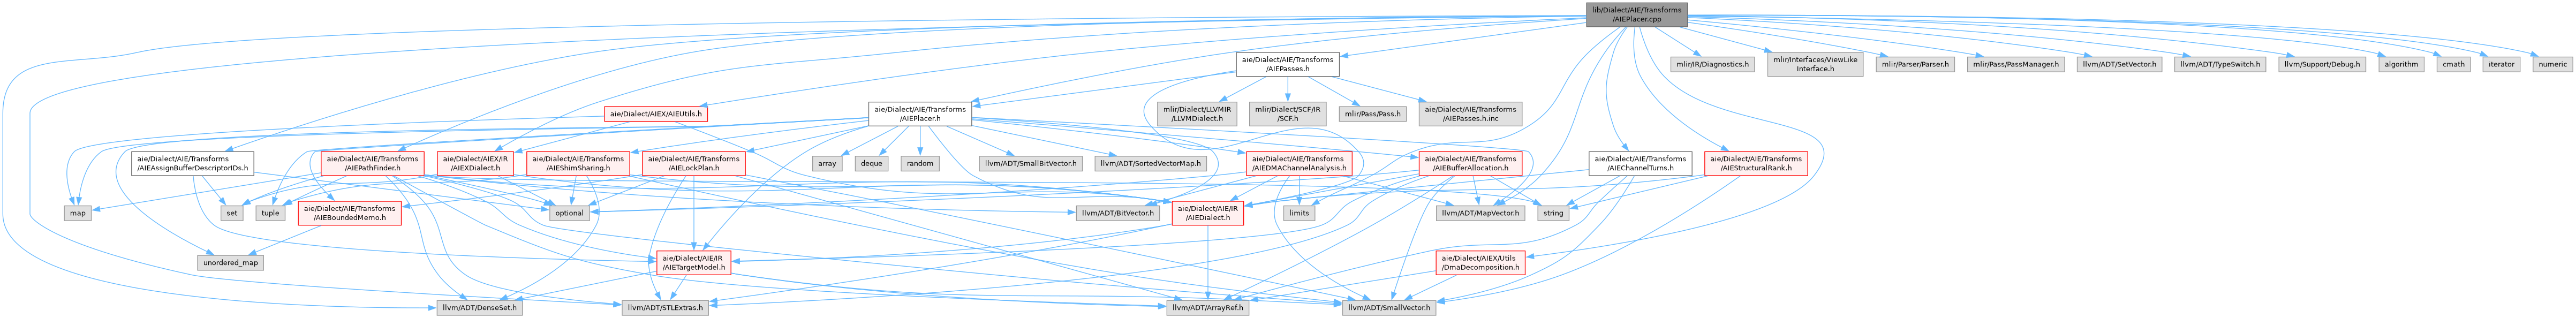 lib/Dialect/AIE/Transforms
/AIEPlacer.cpp
aie/Dialect/AIE/Transforms
/AIEPasses.h
mlir/IR/Diagnostics.h
mlir/Interfaces/ViewLike
Interface.h
mlir/Parser/Parser.h
mlir/Pass/PassManager.h
llvm/ADT/SetVector.h
llvm/ADT/TypeSwitch.h
llvm/Support/Debug.h
algorithm
cmath
iterator
numeric
aie/Dialect/AIEX/AIEUtils.h
aie/Dialect/AIE/Transforms
/AIEPlacer.h
mlir/Dialect/LLVMIR
/LLVMDialect.h
mlir/Dialect/SCF/IR
/SCF.h
mlir/Pass/Pass.h
aie/Dialect/AIE/Transforms
/AIEPasses.h.inc
aie/Dialect/AIE/Transforms
/AIEAssignBufferDescriptorIDs.h
aie/Dialect/AIE/Transforms
/AIEPathFinder.h
aie/Dialect/AIEX/IR
/AIEXDialect.h
aie/Dialect/AIE/Transforms
/AIEShimSharing.h
aie/Dialect/AIE/Transforms
/AIELockPlan.h
array
deque
random
llvm/ADT/SmallBitVector.h
llvm/ADT/SortedVectorMap.h
aie/Dialect/AIE/Transforms
/AIEDMAChannelAnalysis.h
aie/Dialect/AIE/Transforms
/AIEBufferAllocation.h
aie/Dialect/AIE/Transforms
/AIEChannelTurns.h
aie/Dialect/AIE/Transforms
/AIEStructuralRank.h
map
set
tuple
aie/Dialect/AIE/Transforms
/AIEBoundedMemo.h
optional
llvm/ADT/BitVector.h
aie/Dialect/AIE/IR
/AIEDialect.h
limits
llvm/ADT/MapVector.h
string
unordered_map
aie/Dialect/AIE/IR
/AIETargetModel.h
aie/Dialect/AIEX/Utils
/DmaDecomposition.h
llvm/ADT/DenseSet.h
llvm/ADT/STLExtras.h
llvm/ADT/ArrayRef.h
llvm/ADT/SmallVector.h